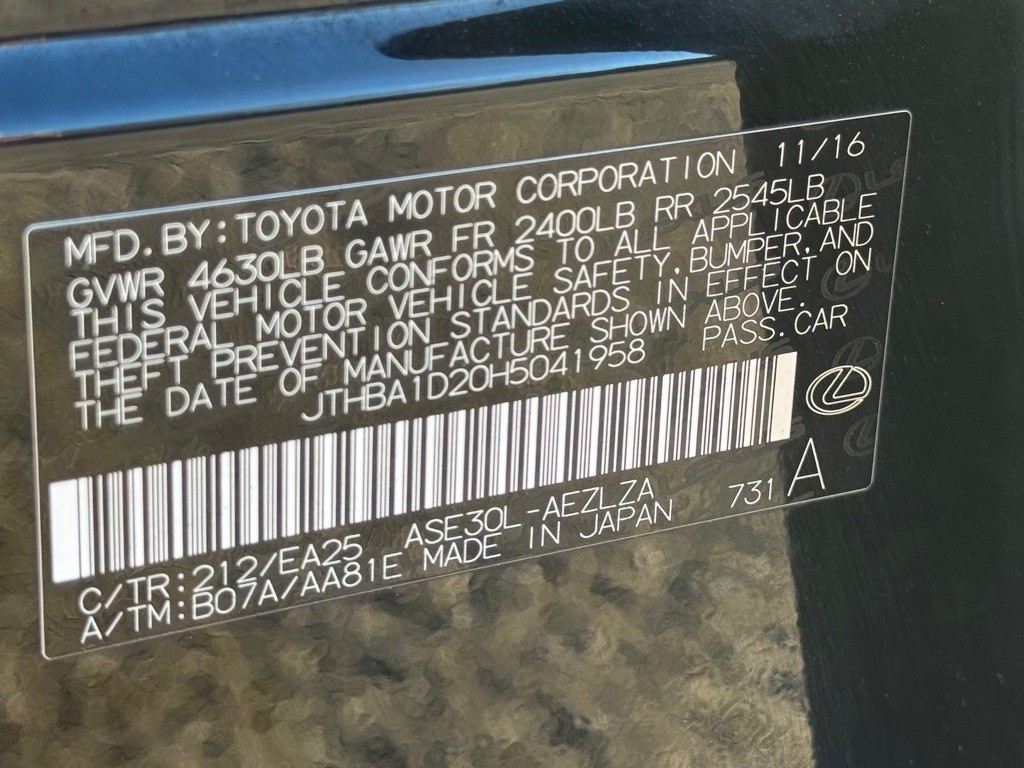 MFD.BY:TOYOTA MOTOR CORPORATION 11/16
GVWR 4630LB GAWR FR 2400LB RR 2545LB
THIS VEHICLE CONFORMS TO ALL APPLICABLE
FEDERAL MOTOR VEHICLE SAFETY,BUMPER,AND
THEFT PREVENTION STANDARDS IN EFFECT ON
THE DATE OF MANUFACTURE SHOWN ABOVE.
JTHBA1D20H5041958 PASS.CAR
C/TR:212/EA25 ASE30L-AEZLZA 731 A
A/TM:B07A/AA81E MADE IN JAPAN